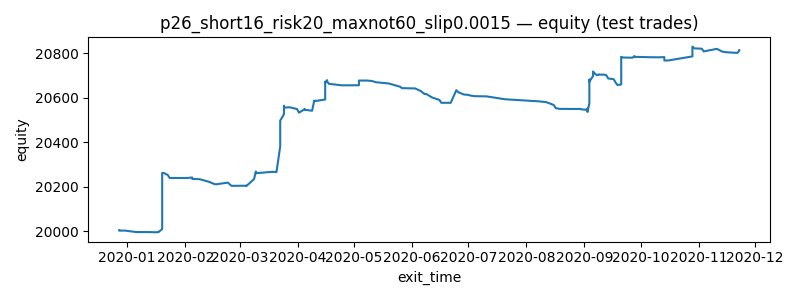 p26_short16_risk20_maxnot60_slip0.0015 — equity (test trades)
equity
20800
20600
20400
20200
20000
2020-01 2020-02 2020-03 2020-04 2020-05 2020-06 2020-07 2020-08 2020-09 2020-10 2020-11 2020-12
exit_time